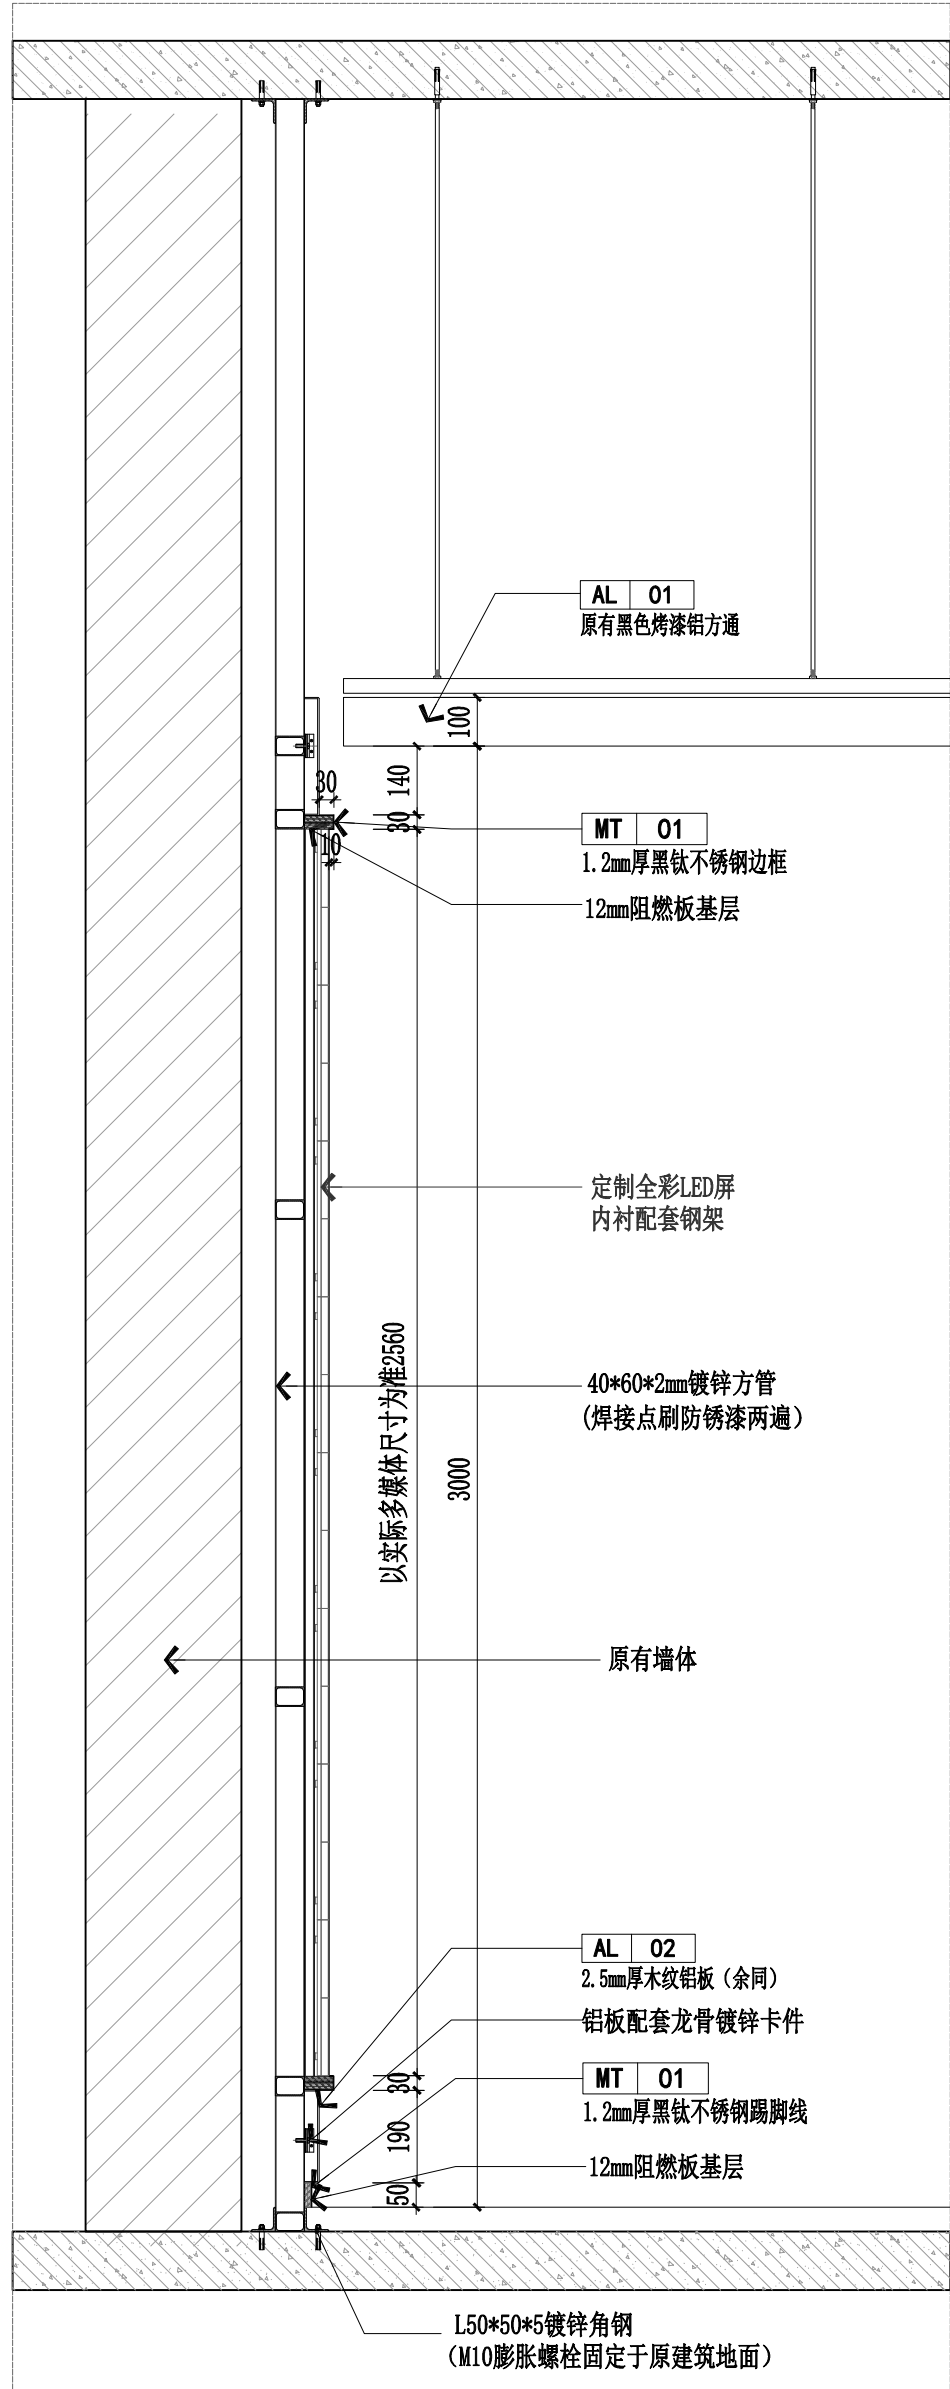 AL 01
原有黑色烤漆铝方通
100
140
30
30
10
MT 01
1.2mm厚黑钛不锈钢边框
12mm阻燃板基层
定制全彩LED屏
内衬配套钢架
以实际多媒体尺寸为准2560
40*60*2mm镀锌方管
(焊接点刷防锈漆两遍)
3000
原有墙体
AL 02
2.5mm厚木纹铝板（余同）
铝板配套龙骨镀锌卡件
30
MT 01
1.2mm厚黑钛不锈钢踢脚线
190
12mm阻燃板基层
50
L50*50*5镀锌角钢
（M10膨胀螺栓固定于原建筑地面）